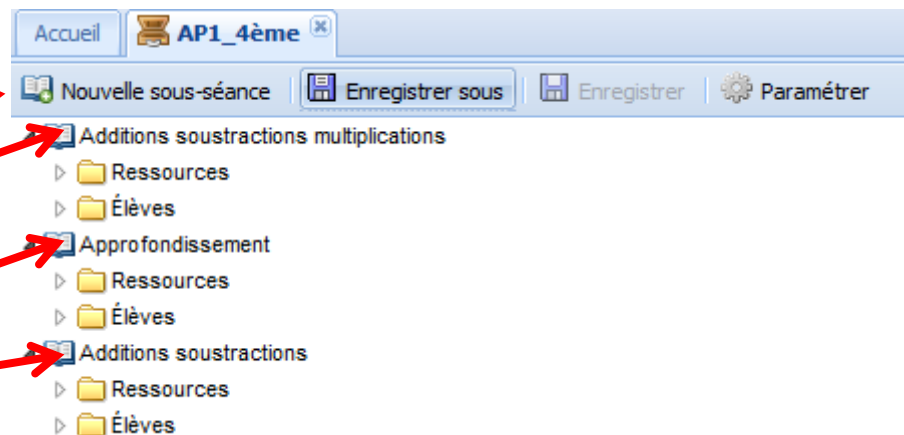 Accueil AP1_4ème
Nouvelle sous-séance Enregistrer sous Enregistrer Paramétrer
Additions soustractions multiplications
Ressources
Élèves
Approfondissement
Ressources
Élèves
Additions soustractions
Ressources
Élèves